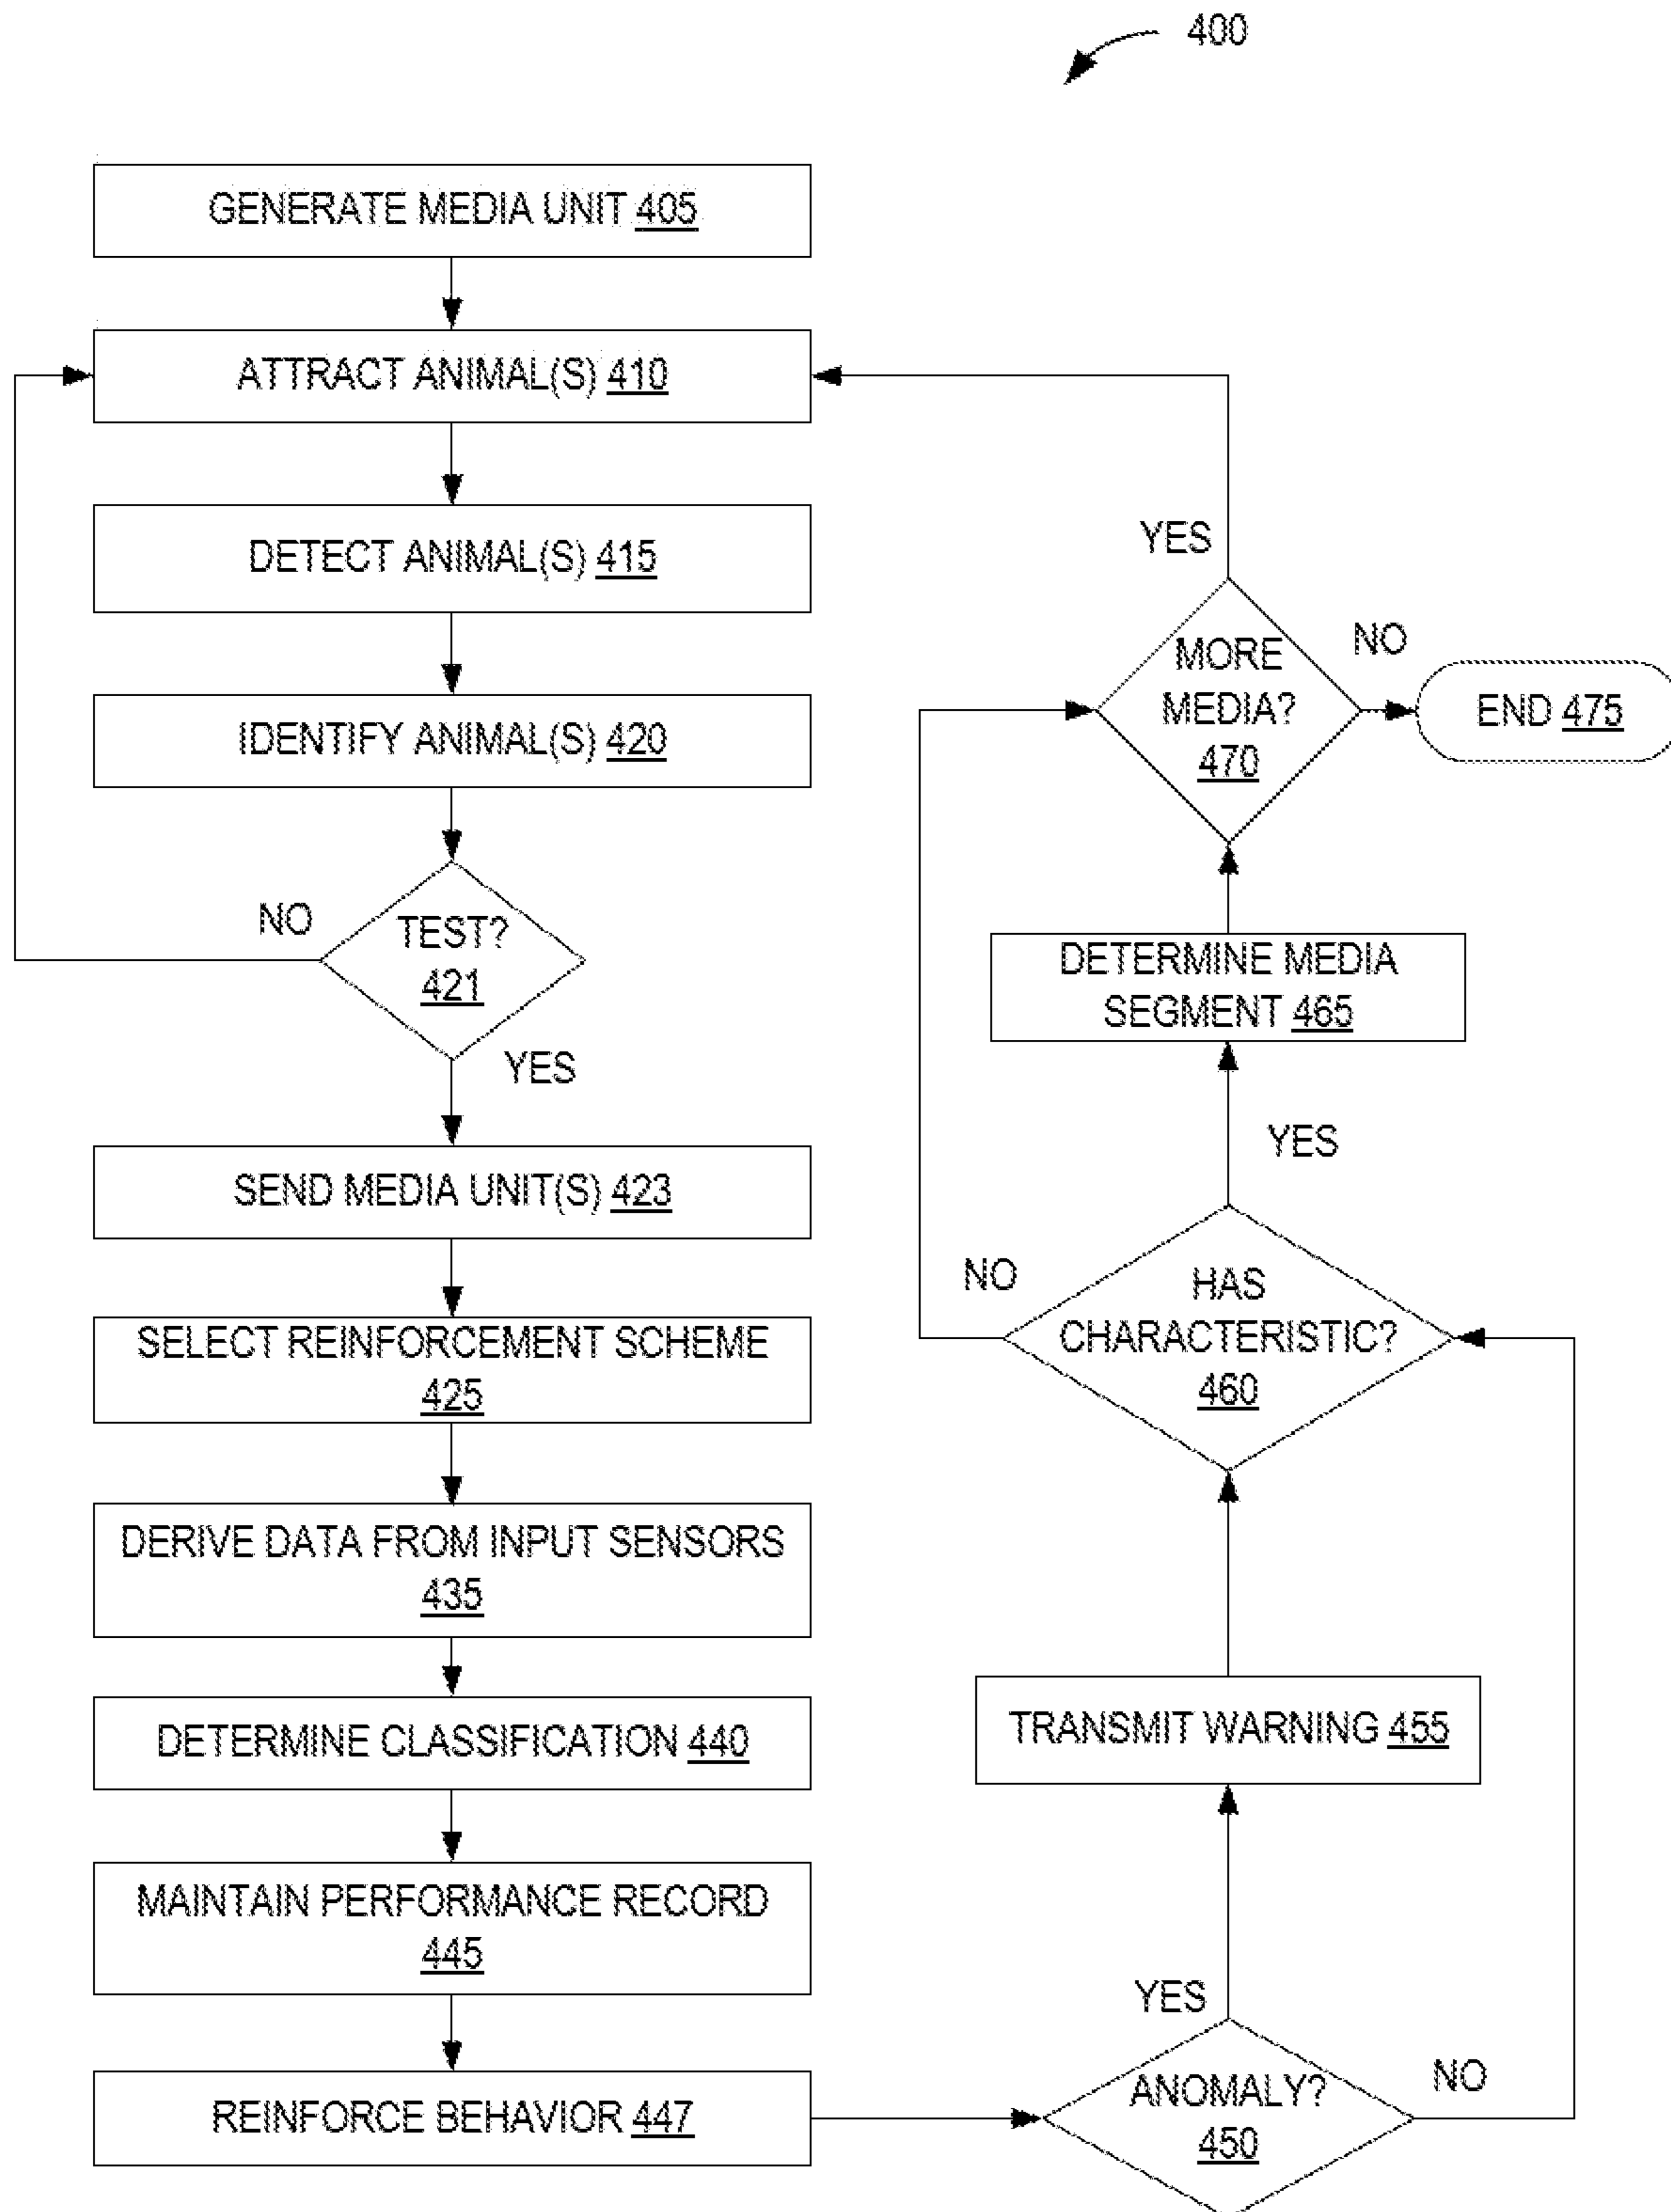 400
GENERATE MEDIA UNIT 405
ATTRACT ANIMAL(S) 410
DETECT ANIMAL(S) 415
IDENTIFY ANIMAL(S) 420
NO
TEST?
421
YES
SEND MEDIA UNIT(S) 423
SELECT REINFORCEMENT SCHEME
425
DERIVE DATA FROM INPUT SENSORS
435
DETERMINE CLASSIFICATION 440
MAINTAIN PERFORMANCE RECORD
445
REINFORCE BEHAVIOR 447
ANOMALY?
450
YES
NO
TRANSMIT WARNING 455
HAS
CHARACTERISTIC?
460
NO
YES
DETERMINE MEDIA
SEGMENT 465
MORE
MEDIA?
470
YES
NO
END 475